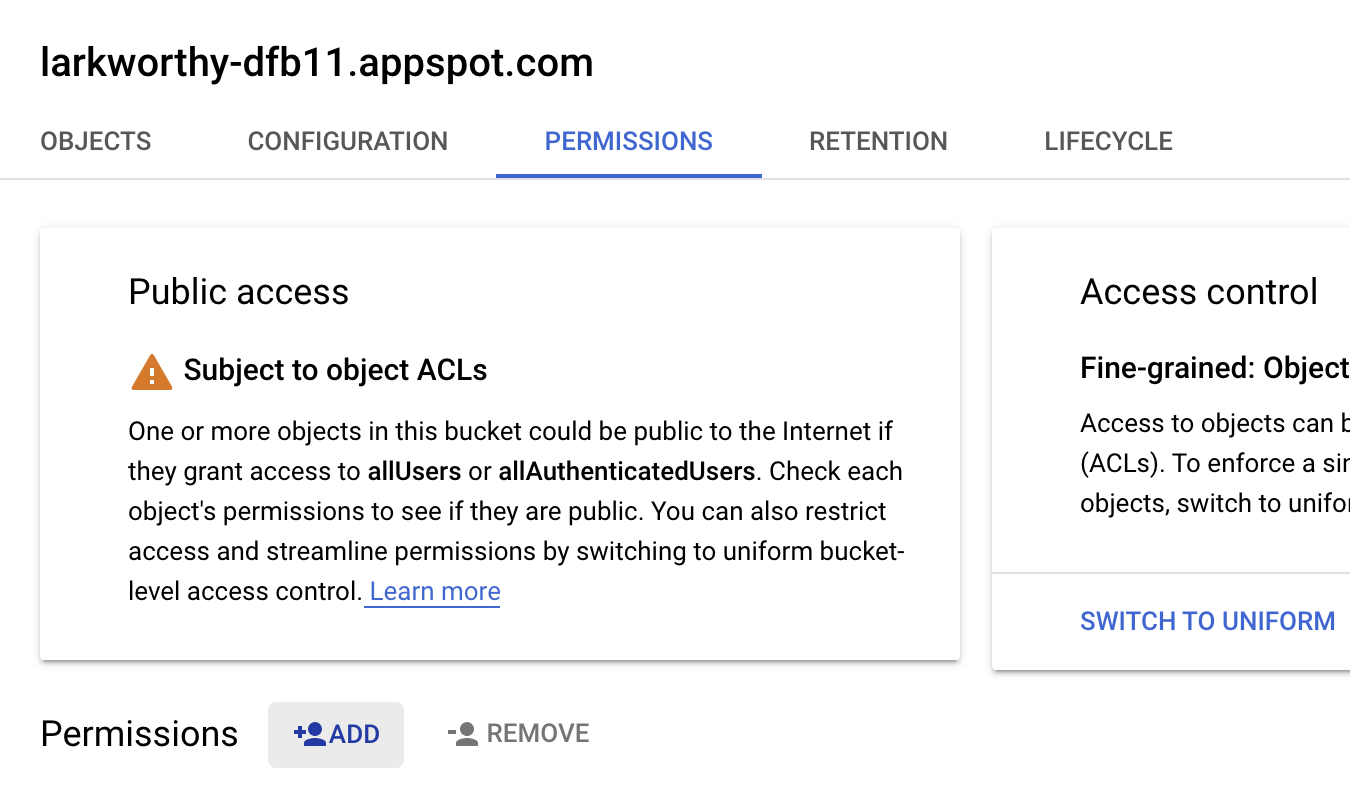 larkworthy-dfb11.appspot.com
OBJECTS CONFIGURATION PERMISSIONS RETENTION LIFECYCLE
Public access
Subject to object ACLs
One or more objects in this bucket could be public to the Internet if
they grant access to allUsers or allAuthenticatedUsers. Check each
object's permissions to see if they are public. You can also restrict
access and streamline permissions by switching to uniform bucket-
level access control. Learn more
Access control
Fine-grained: Object
Access to objects can
(ACLs). To enforce a
objects, switch to
SWITCH TO UNIFORM
Permissions ADD REMOVE